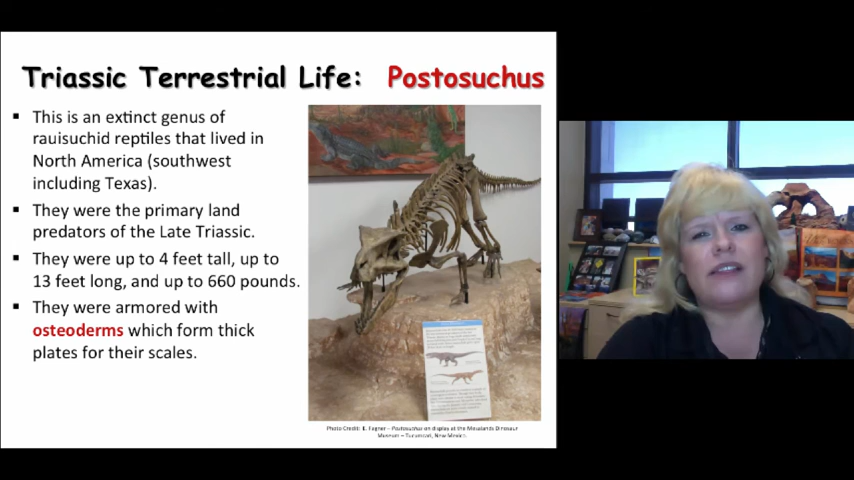 Triassic Terrestrial Life: Postosuchus
▪ This is an extinct genus of
rauisuchid reptiles that lived in
North America (southwest
including Texas).
▪ They were the primary land
predators of the Late Triassic.
▪ They were up to 4 feet tall, up to
13 feet long, and up to 660 pounds.
▪ They were armored with
osteoderms which form thick
plates for their scales.
Photo Credit: E. Fagner – Postosuchus on display at the Mesalands Dinosaur
Museum – Tucumcari, New Mexico.